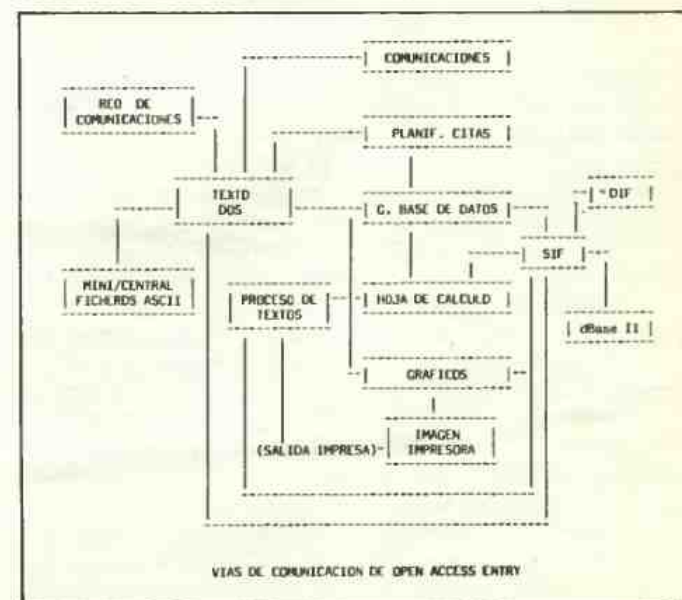 COMUNICACIONES
RED DE
COMUNICACIONES
PLANIF. CITAS
TEXTO
DOS
G. BASE DE DATOS
DIF
SIF
MINI/CENTRAL
FICHEROS ASCII
PROCESO DE
TEXTOS
HOJA DE CALCULO
dBase II
GRAFICOS
(SALIDA IMPRESA)
IMAGEN
IMPRESORA
VIAS DE COMUNICACION DE OPEN ACCESS ENTRY